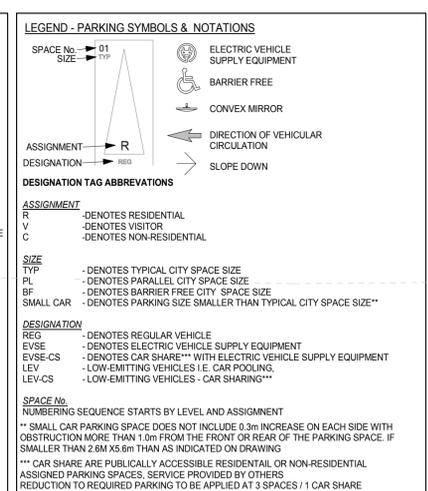 LEGEND - PARKING SYMBOLS & NOTATIONS
SPACE No. 01
SIZE TYP
ELECTRIC VEHICLE
SUPPLY EQUIPMENT
BARRIER FREE
CONVEX MIRROR
DIRECTION OF VEHICULAR
CIRCULATION
ASSIGNMENT R
DESIGNATION REG
SLOPE DOWN
DESIGNATION TAG ABBREVATIONS
ASSIGNMENT
R -DENOTES RESIDENTIAL
V -DENOTES VISITOR
C -DENOTES NON-RESIDENTIAL
E
SIZE
TYP - DENOTES TYPICAL CITY SPACE SIZE
PL - DENOTES PARALLEL CITY SPACE SIZE
BF - DENOTES BARRIER FREE CITY SPACE SIZE
SMALL CAR - DENOTES PARKING SIZE SMALLER THAN TYPICAL CITY SPACE SIZE**
DESIGNATION
REG - DENOTES REGULAR VEHICLE
EVSE - DENOTES ELECTRIC VEHICLE SUPPLY EQUIPMENT
EVSE-CS - DENOTES CAR SHARE*** WITH ELECTRIC VEHICLE SUPPLY EQUIPMENT
LEV - LOW-EMITTING VEHICLES I.E. CAR POOLING,
LEV-CS - LOW-EMITTING VEHICLES - CAR SHARING***
SPACE No.
NUMBERING SEQUENCE STARTS BY LEVEL AND ASSIGMNENT
** SMALL CAR PARKING SPACE DOES NOT INCLUDE 0.3m INCREASE ON EACH SIDE WITH
OBSTRUCTION MORE THAN 1.0m FROM THE FRONT OR REAR OF THE PARKING SPACE. IF
SMALLER THAN 2.6M X5.6m THAN AS INDICATED ON DRAWING
*** CAR SHARE ARE PUBLICALLY ACCESSIBLE RESIDENTAIL OR NON-RESIDENTIAL
ASSIGNED PARKING SPACES, SERVICE PROVIDED BY OTHERS
REDUCTION TO REQUIRED PARKING TO BE APPLIED AT 3 SPACES / 1 CAR SHARE